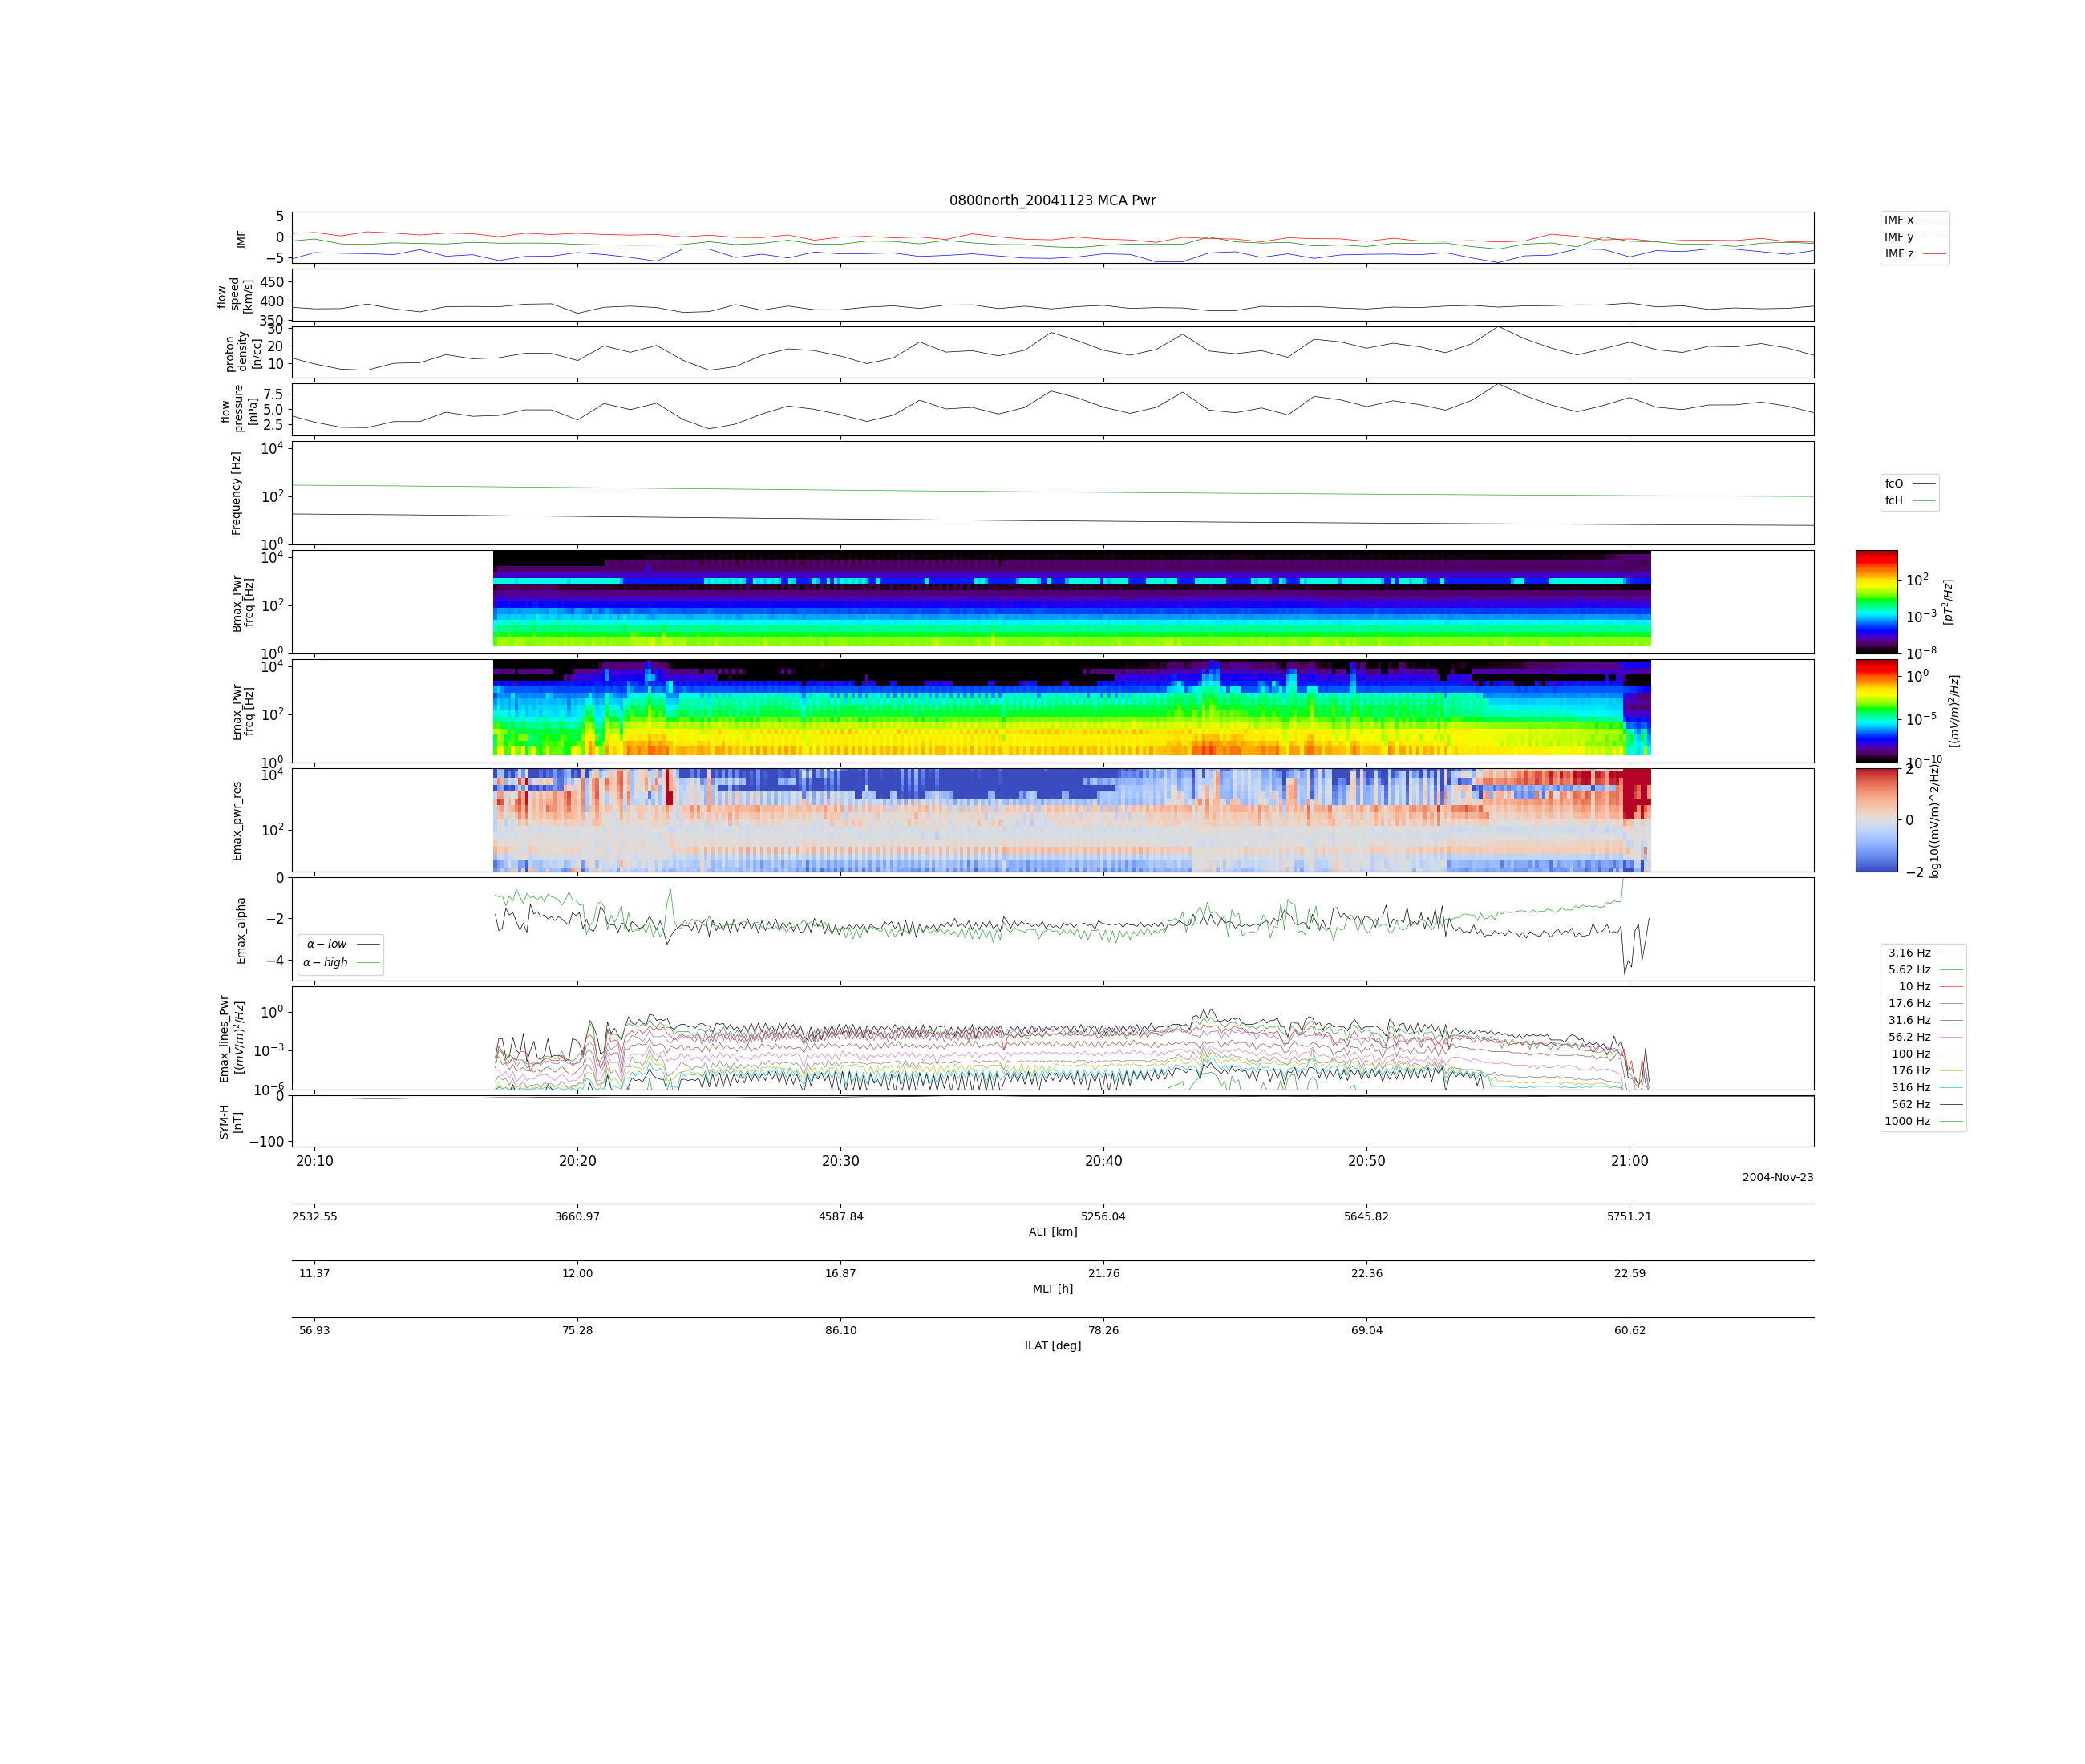 0800north_20041123 MCA Pwr
5
0
−5
IMF
IMF x
IMF y
IMF z
450
400
350
flow
speed
[km/s]
30
20
10
proton
density
[n/cc]
7.5
5.0
2.5
flow
pressure
[mPa]
10^4
10^2
10^0
Frequency [Hz]
fcO
fcH
10^4
10^2
10^0
Bmax_Pwr
freq [Hz]
10^2
10^−3
10^−8
[pT^2/Hz]
10^4
10^2
10^0
Emax_Pwr
freq [Hz]
10^0
10^−5
10^−10
[(mV/m)^2/Hz]
10^4
10^2
Emax_pwr_res
2
0
−2
log10((mV/m)^2/Hz)
0
−2
−4
Emax_alpha
α − low
α − high
10^0
10^−3
10^−6
Emax_lines_Pwr
[(mV/m)^2/Hz]
3.16 Hz
5.62 Hz
10 Hz
17.6 Hz
31.6 Hz
56.2 Hz
100 Hz
176 Hz
316 Hz
562 Hz
1000 Hz
0
−100
SYM-H
[nT]
20:10 20:20 20:30 20:40 20:50 21:00
2004-Nov-23
2532.55 3660.97 4587.84 5256.04 5645.82 5751.21
ALT [km]
11.37 12.00 16.87 21.76 22.36 22.59
MLT [h]
56.93 75.28 86.10 78.26 69.04 60.62
ILAT [deg]